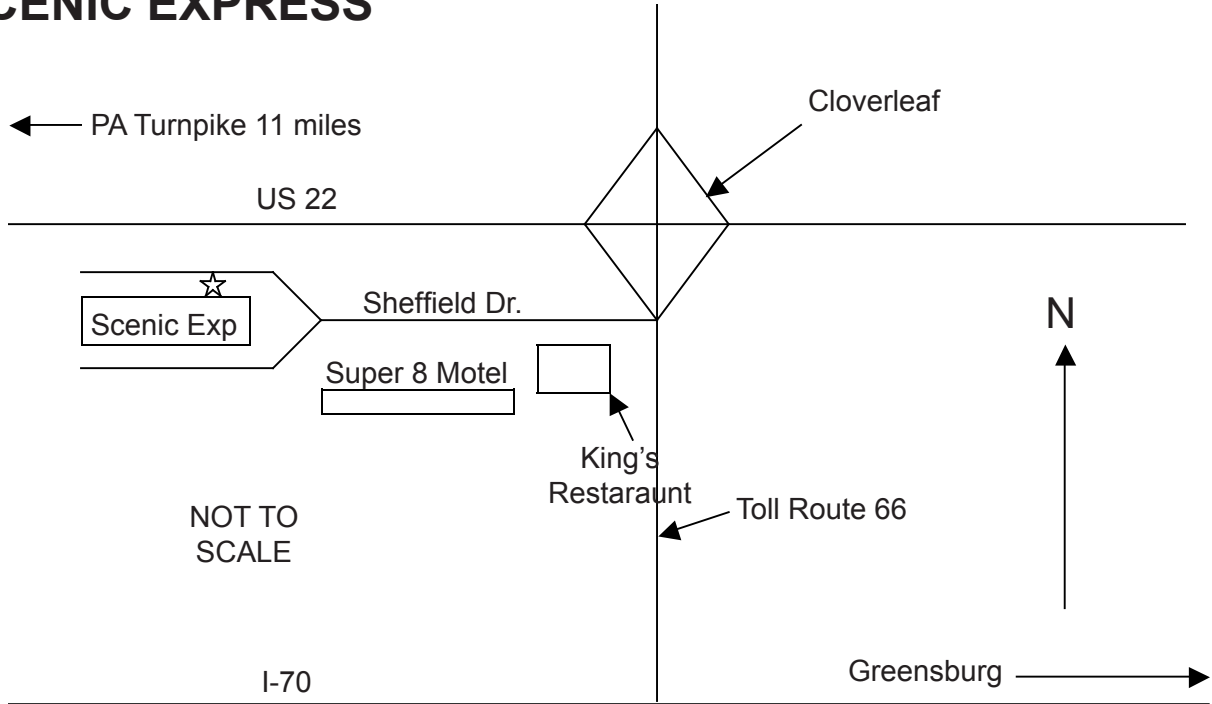 CENIC EXPRESS
Cloverleaf
PA Turnpike 11 miles
US 22
Sheffield Dr.
N
Scenic Exp
Super 8 Motel
King's
Restaraunt
Toll Route 66
NOT TO
SCALE
Greensburg
I-70